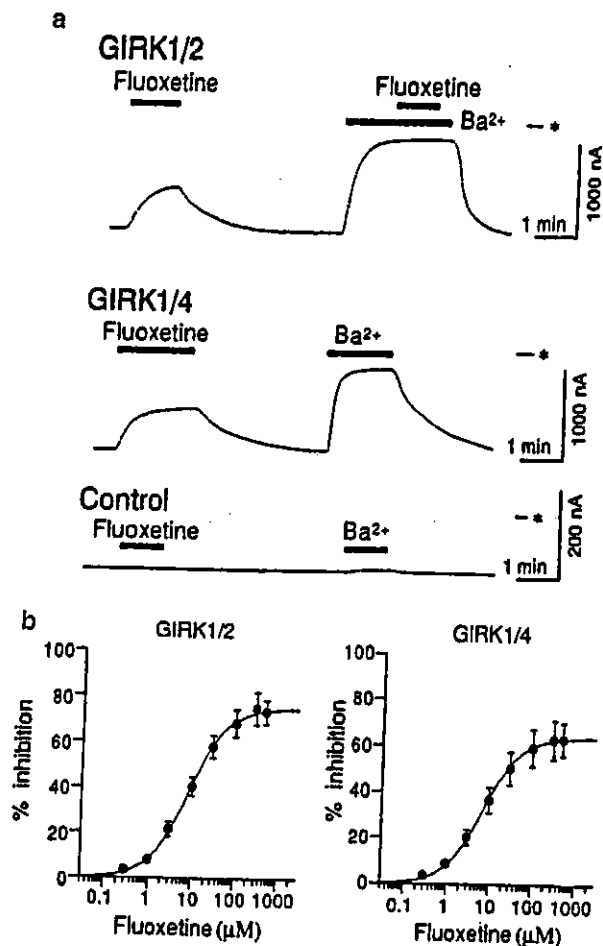 a
GIRK1/2
Fluoxetine
Fluoxetine
Ba²⁺
*
1 min
1000 nA
GIRK1/4
Fluoxetine
Ba²⁺
*
1 min
1000 nA
Control
Fluoxetine
Ba²⁺
*
1 min
200 nA
b
GIRK1/2
100
80
60
40
20
0
% inhibition
0.1 1 10 100 1000
Fluoxetine (μM)
GIRK1/4
100
80
60
40
20
0
% inhibition
0.1 1 10 100 1000
Fluoxetine (μM)